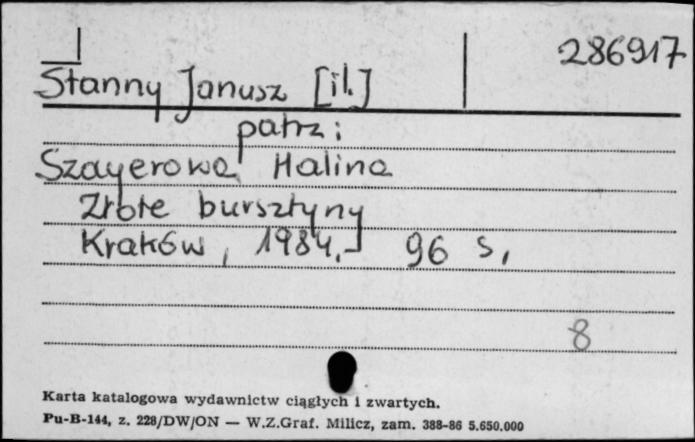 286917
Stanny Janusz [il.]
patrz:
Szayerowa Halina
Złote bursztyny
Kraków, 1984. 96 s.
8
Karta katalogowa wydawnictw ciągłych i zwartych.
Pu-B-144, z. 228/DW/ON — W.Z.Graf. Milicz, zam. 388-86 5.650.000